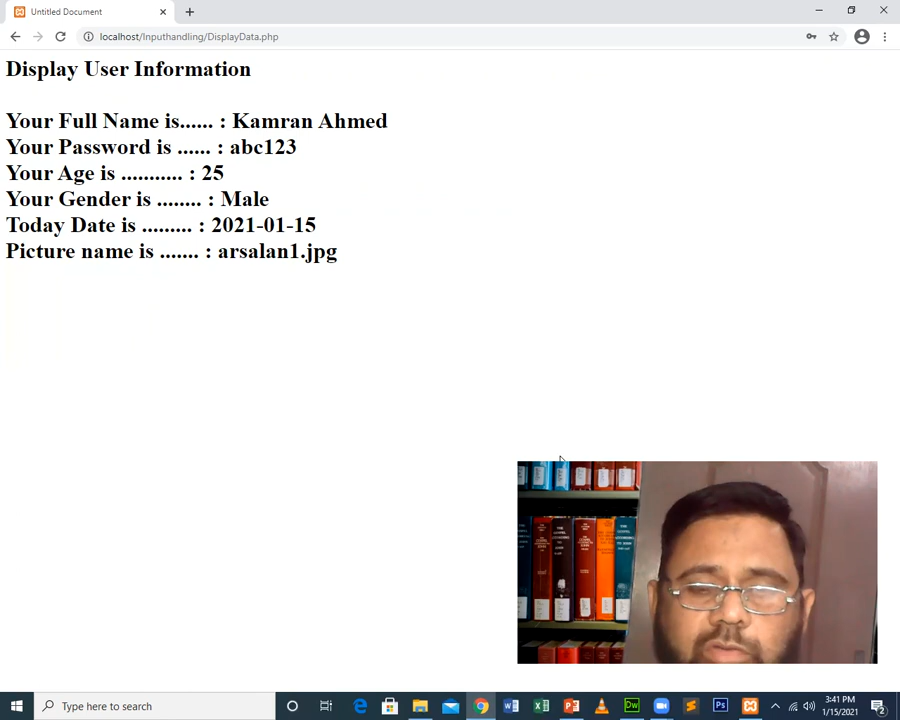 Untitled Document
localhost/Inputhandling/DisplayData.php
Display User Information
Your Full Name is...... : Kamran Ahmed
Your Password is ...... : abc123
Your Age is ........... : 25
Your Gender is ........ : Male
Today Date is ......... : 2021-01-15
Picture name is ....... : arsalan1.jpg
Type here to search
3:41 PM
1/15/2021